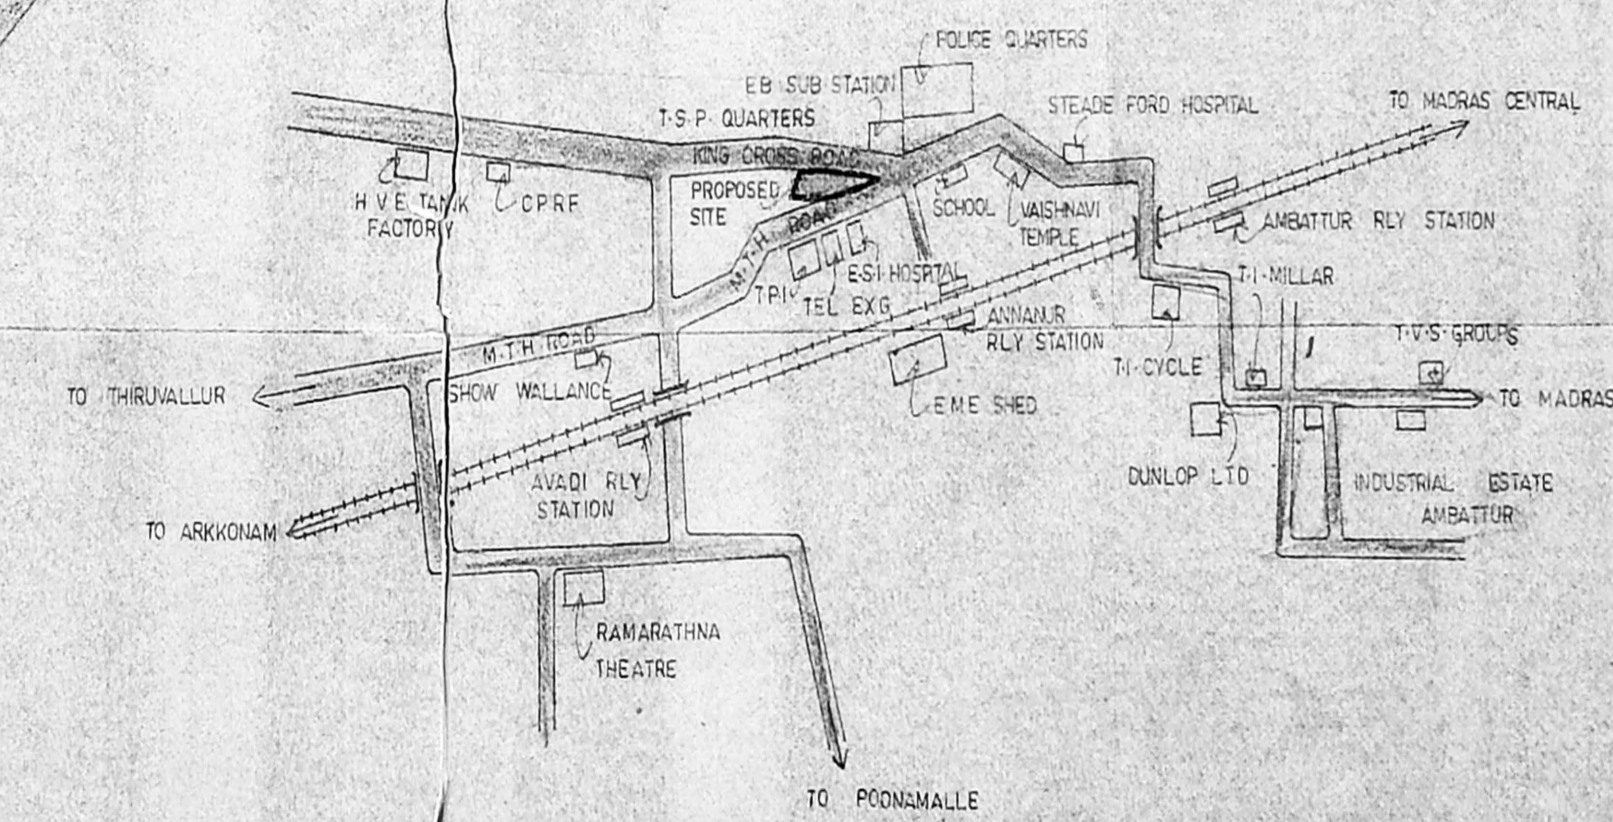 POLICE QUARTERS
EB SUB STATION
T.S.P. QUARTERS
STEADE FORD HOSPITAL
TO MADRAS CENTRAL
KING CROSS ROAD
PROPOSED
SITE
H V F TANK
FACTORY
CPRF
M.T.H ROAD
SCHOOL
VAISHNAVI
TEMPLE
AMBATTUR RLY STATION
T.P.I
TEL EXG
E.S.I HOSPITAL
T.I. MILLAR
ANNANUR
RLY STATION
T.I. CYCLE
T.V.S GROUPS
M.T.H ROAD
TO THIRUVALLUR
SHOW WALLANCE
EME SHED
TO MADRAS
AVADI RLY
STATION
DUNLOP LTD
INDUSTRIAL ESTATE
AMBATTUR
TO ARKKONAM
RAMARATHNA
THEATRE
TO POONAMALLE